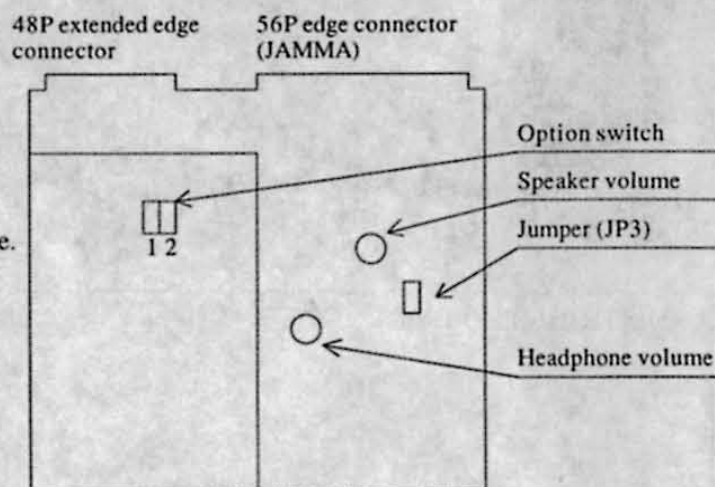 48P extended edge
connector
56P edge connector
(JAMMA)
Option switch
Speaker volume
Jumper (JP3)
1 2
e.
Headphone volume